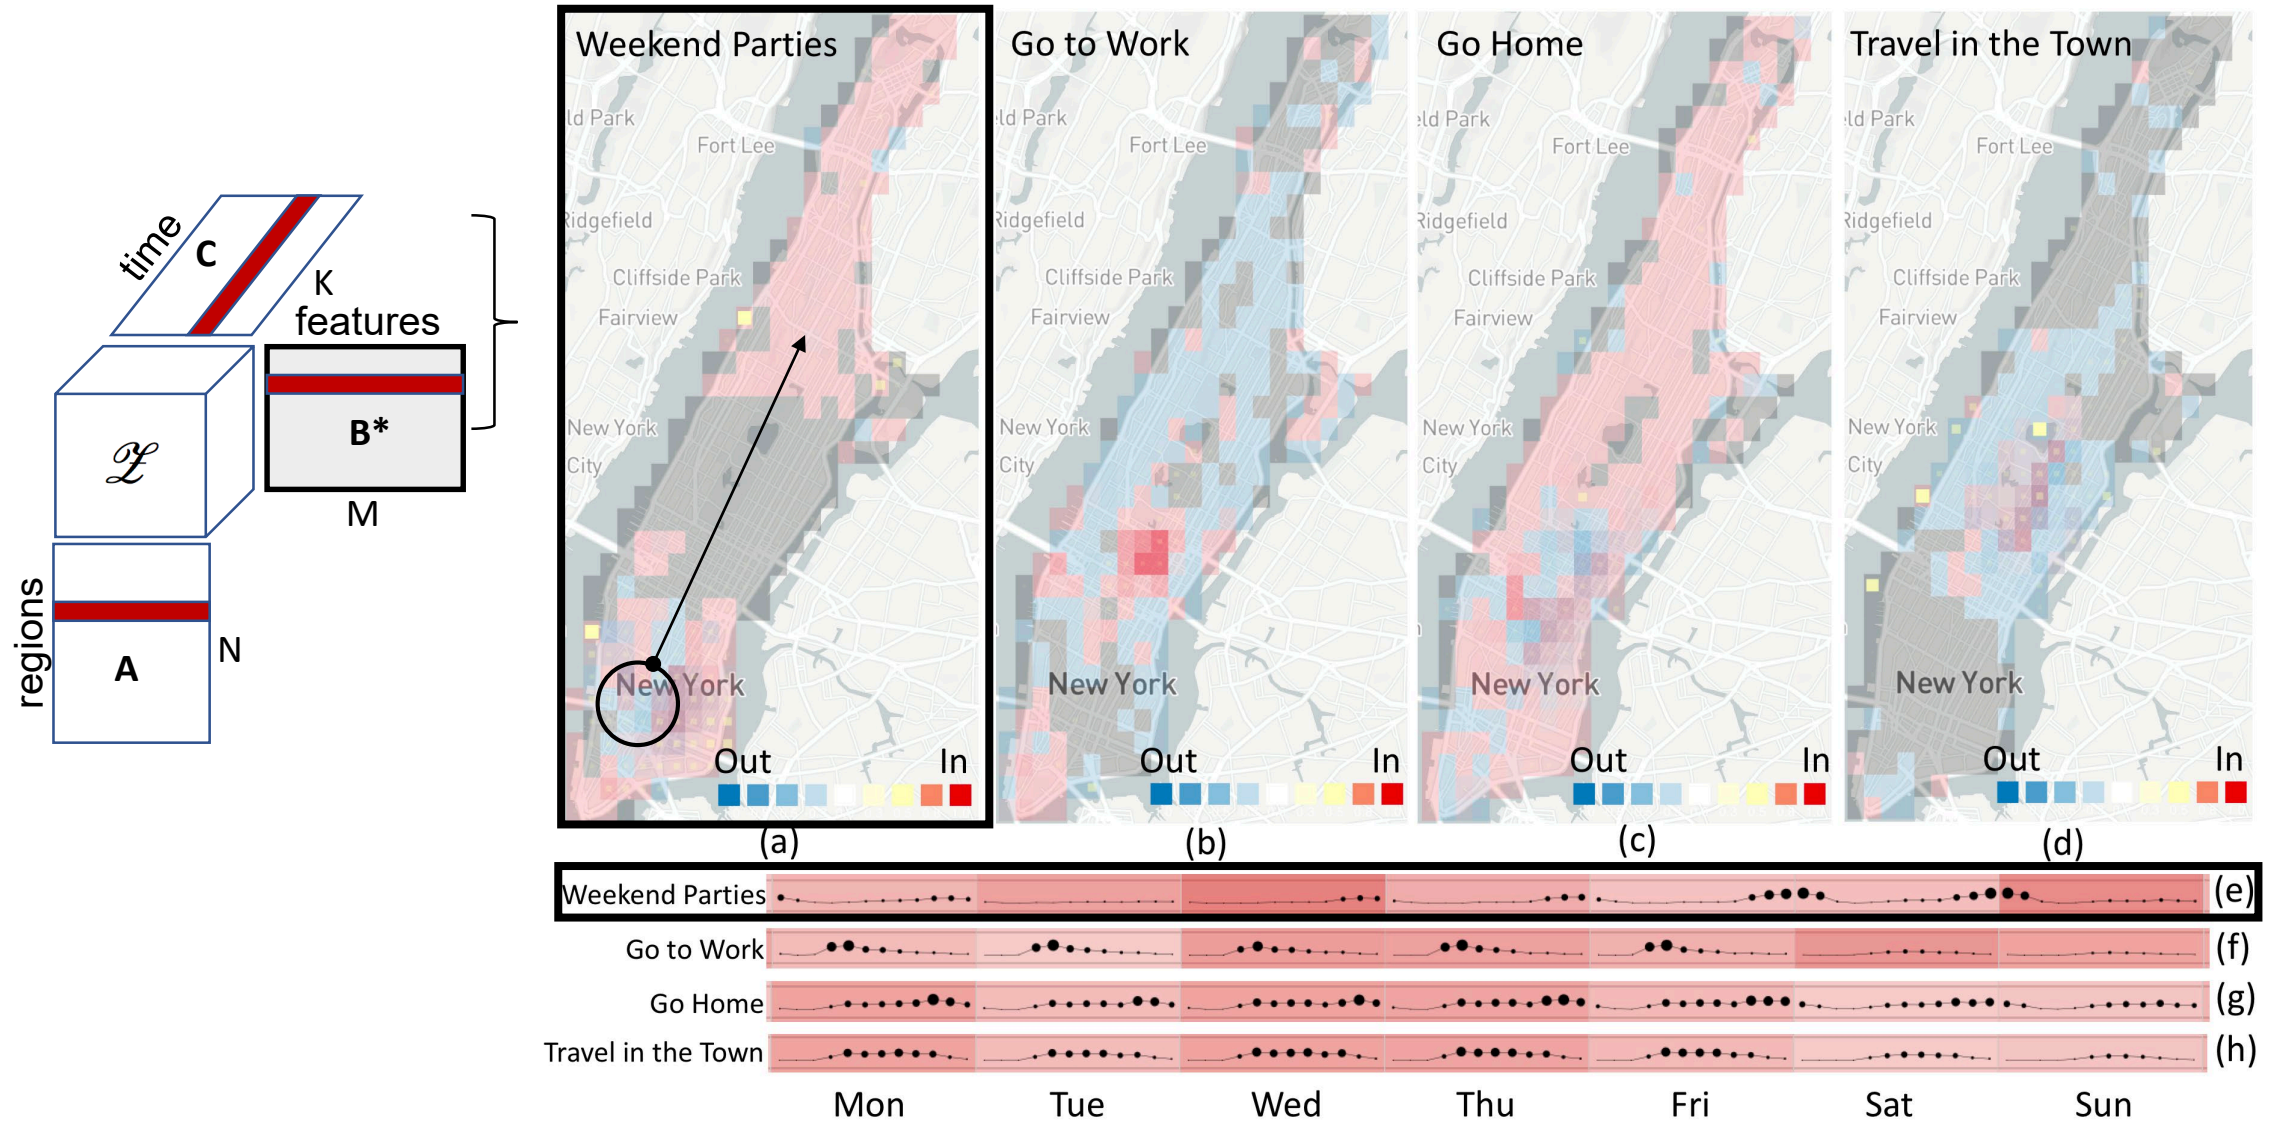 time
C
K
features
B*
M
𝒵
regions
A
N
Weekend Parties
ld Park
Fort Lee
Ridgefield
Cliffside Park
Fairview
New York
City
New York
Out
In
(a)
Go to Work
eld Park
Fort Lee
Ridgefield
Cliffside Park
Fairview
New York
City
New York
Out
In
(b)
Go Home
eld Park
Fort Lee
Ridgefield
Cliffside Park
Fairview
New York
City
New York
Out
In
(c)
Travel in the Town
eld Park
Fort Lee
Ridgefield
Cliffside Park
Fairview
New York
City
New York
Out
In
(d)
Weekend Parties
(e)
Go to Work
(f)
Go Home
(g)
Travel in the Town
(h)
Mon Tue Wed Thu Fri Sat Sun